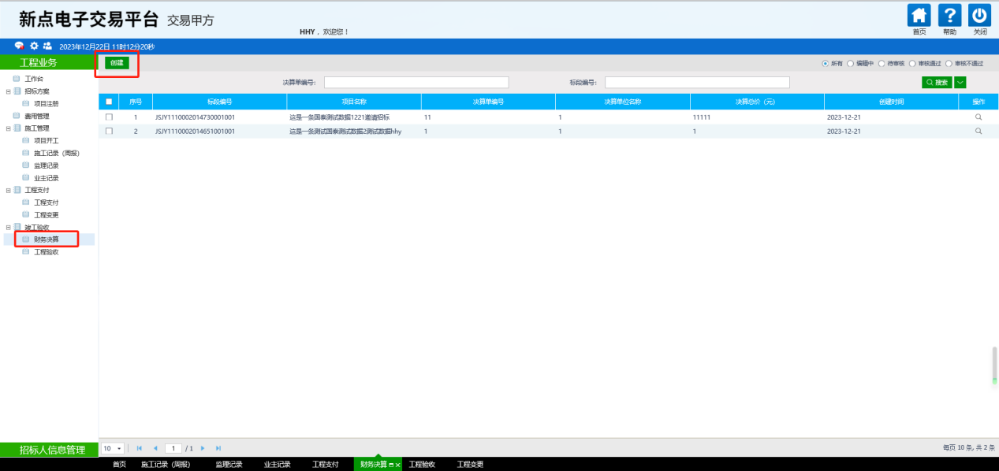 新点电子交易平台 交易甲方
HHY ，欢迎您！
首页 帮助 关闭
2023年12月22日 11时12分20秒
工程业务
创建
所有 编辑中 待审核 审核通过 审核不通过
工作台
招标方案
项目注册
费用管理
施工管理
项目开工
施工记录（周报）
监理记录
业主记录
工程支付
工程支付
工程变更
竣工验收
财务决算
工程验收
决算单编号： 标段编号： 搜索
序号 标段编号 项目名称 决算单编号 决算单位名称 决算总价（元） 创建时间 操作
1 JSJY1110002014730001001 这是一条国泰测试数据1221邀请招标 11 1 11111 2023-12-21
2 JSJY1110002014651001001 这是一条测试国泰测试数据2测试数据hhy 1 1 1 2023-12-21
招标人信息管理
10 1 / 1 每页 10 条, 共 2 条
首页 施工记录（周报） 监理记录 业主记录 工程支付 财务决算 工程验收 工程变更